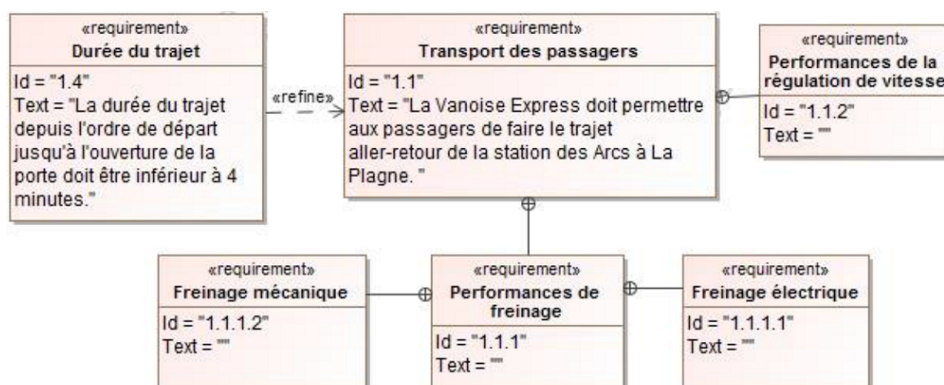 «requirement»
Durée du trajet
Id = "1.4"
Text = "La durée du trajet
depuis l'ordre de départ
jusqu'à l'ouverture de la
porte doit être inférieur à 4
minutes."
«refine»
«requirement»
Transport des passagers
Id = "1.1"
Text = "La Vanoise Express doit permettre
aux passagers de faire le trajet
aller-retour de la station des Arcs à La
Plagne. "
«requirement»
Performances de la
régulation de vitesse
Id = "1.1.2"
Text = ""
«requirement»
Freinage mécanique
Id = "1.1.1.2"
Text = ""
«requirement»
Performances de
freinage
Id = "1.1.1"
Text = ""
«requirement»
Freinage électrique
Id = "1.1.1.1"
Text = ""